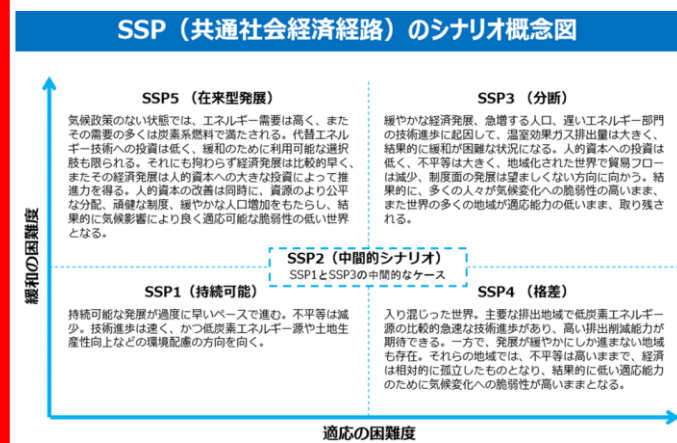 SSP（共通社会経済経路）のシナリオ概念図
緩和の困難度
SSP5 （在来型発展）
気候政策のない状態では、エネルギー需要は高く、また
その需要の多くは炭素系燃料で満たされる。代替エネル
ギー技術への投資は低く、緩和のために利用可能な選択
肢も限られる。それにも拘わらず経済発展は比較的早く、
またその経済発展は人的資本への大きな投資によって推
進力を得る。人的資本の改善は同時に、資源のより公平
な分配、頑健な制度、緩やかな人口増加をもたらし、結
果的に気候影響により良く適応可能な脆弱性の低い世界
となる。
SSP3 （分断）
緩やかな経済発展、急増する人口、遅いエネルギー部門
の技術進歩に起因して、温室効果ガス排出量は大きく、
結果的に緩和が困難な状況になる。人的資本への投資は
低く、不平等は大きく、地域化された世界で貿易フロー
は減少、制度面の発展は望ましくない方向に向かう。結
果的に、多くの人々が気候変化への脆弱性の高いまま、
また世界の多くの地域が適応能力の低いまま、取り残さ
れる。
SSP2（中間的シナリオ）
SSP1とSSP3の中間的なケース
SSP1（持続可能）
持続可能な発展が過度に早いペースで進む。不平等は減
少。技術進歩は速く、かつ低炭素エネルギー源や土地生
産性向上などの環境配慮の方向を向く。
SSP4（格差）
入り混じった世界。主要な排出地域で低炭素エネルギー
源の比較的急速な技術進歩があり、高い排出削減能力が
期待できる。一方で、発展が緩やかにしか進まない地域
も存在。それらの地域では、不平等は高いままで、経済
は相対的に孤立したものとなり、結果的に低い適応能力
のために気候変化への脆弱性が高いままとなる。
適応の困難度